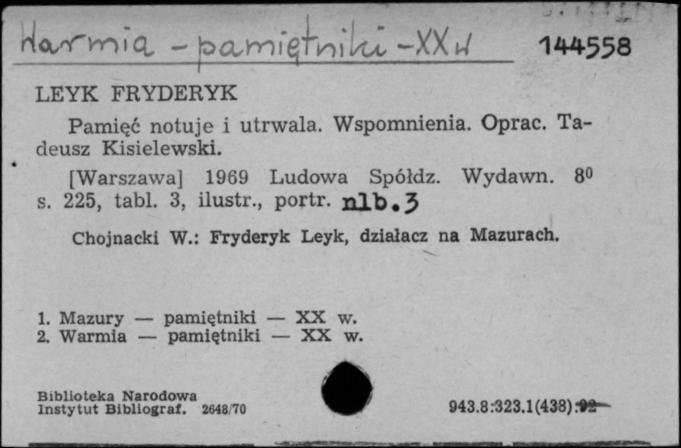 Warmia - pamiętniki - XX w 144558
LEYK FRYDERYK
Pamięć notuje i utrwala. Wspomnienia. Oprac. Ta-
deusz Kisielewski.
[Warszawa] 1969 Ludowa Spółdz. Wydawn. 8⁰
s. 225, tabl. 3, ilustr., portr. nlb. 3
Chojnacki W.: Fryderyk Leyk, działacz na Mazurach.
1. Mazury — pamiętniki — XX w.
2. Warmia — pamiętniki — XX w.
Biblioteka Narodowa
Instytut Bibliograf. 2648/70 943.8:323.1(438):92